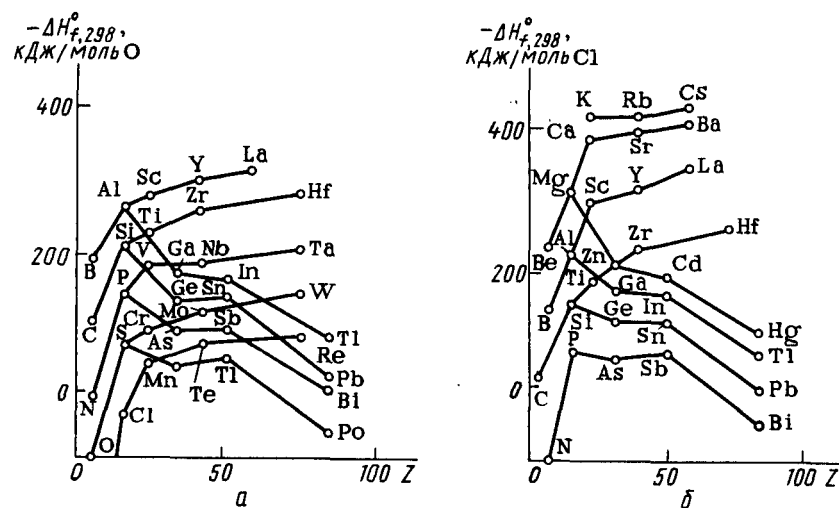 −ΔH°f,298,
кДж/моль O
400
200
0
Sc
Y
La
Al
Zr
Hf
Si
Ti
V
Ga
Nb
Ta
B
P
In
Ge
Sn
W
C
Cr
Mo
S
As
Sb
Tl
Re
Mn
Te
Tl
Pb
Bi
N
Cl
O
Po
0
50
100
Z
а
−ΔH°f,298,
кДж/моль Cl
400
200
0
K
Rb
Cs
Ca
Sr
Ba
Mg
Sc
Y
La
Al
Be
Zn
Zr
Hf
Ti
Cd
Ga
B
Si
Ge
In
Hg
P
Sn
Tl
As
Sb
Pb
C
Bi
N
0
50
100
Z
б